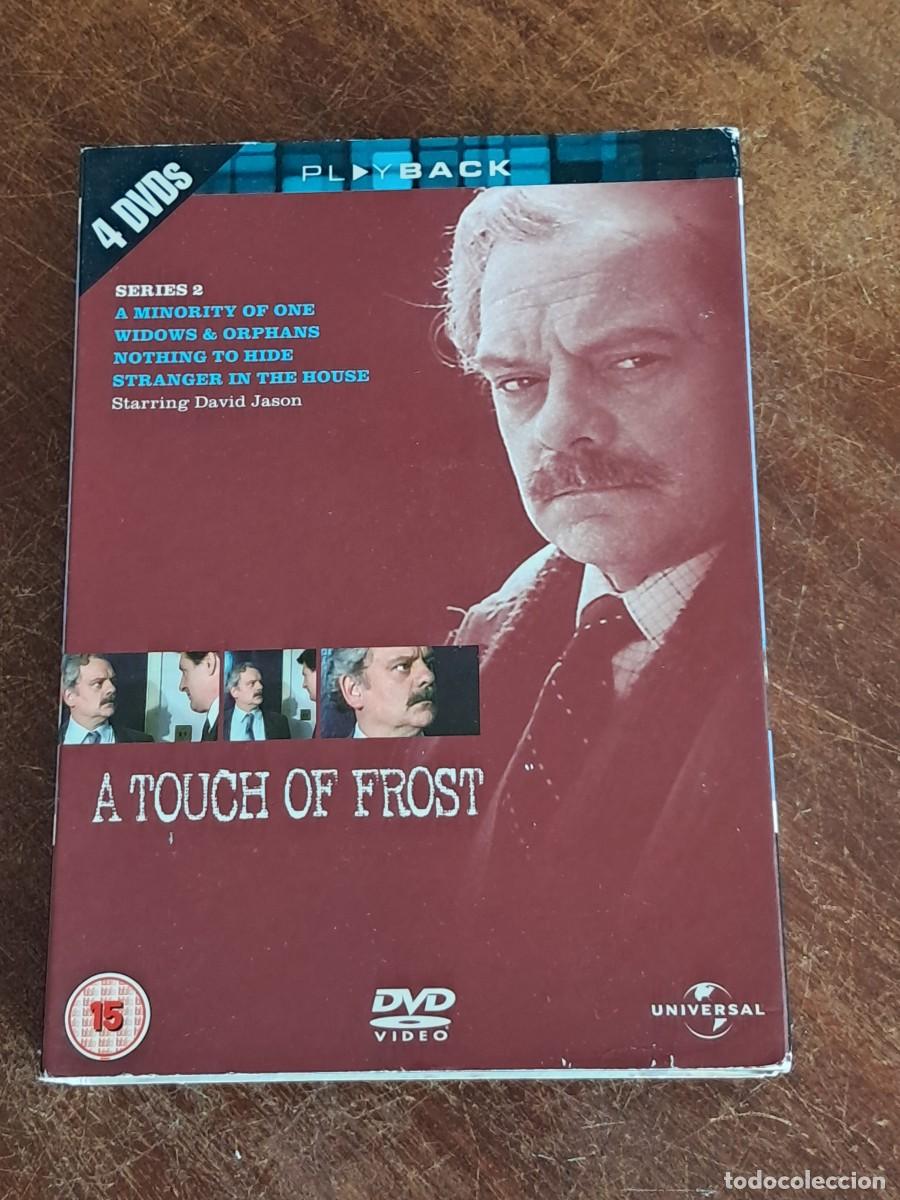 4 DVDs
PLAYBACK
SERIES 2
A MINORITY OF ONE
WIDOWS & ORPHANS
NOTHING TO HIDE
STRANGER IN THE HOUSE
Starring David Jason
A TOUCH OF FROST
15
DVD
VIDEO
UNIVERSAL
todocoleccion